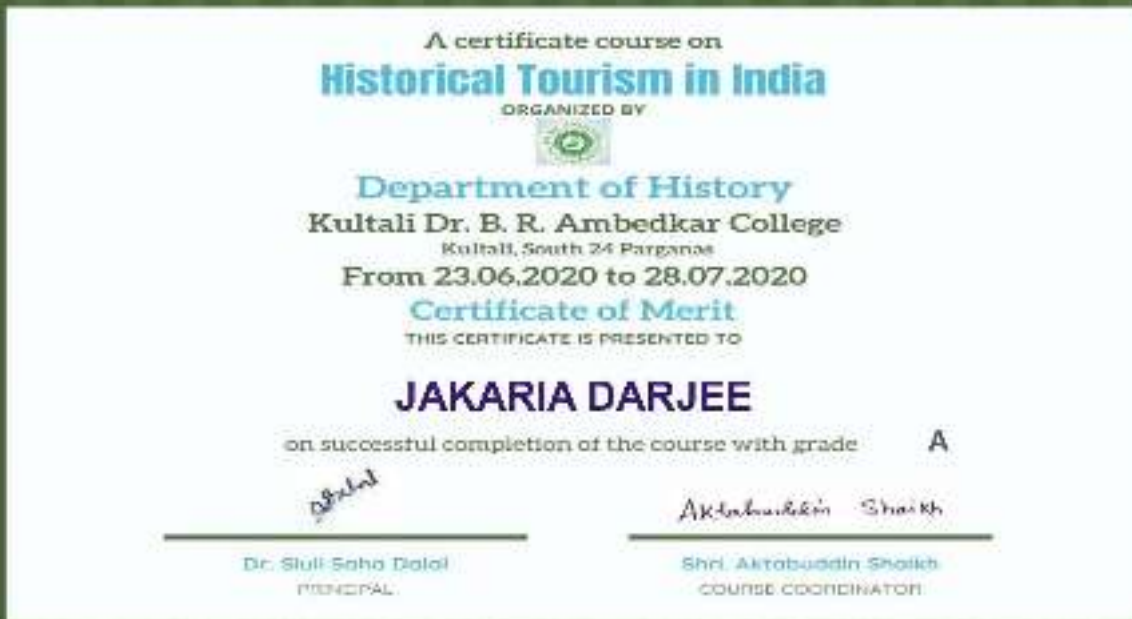 A certificate course on
Historical Tourism in India
ORGANIZED BY
Department of History
Kultali Dr. B. R. Ambedkar College
Kultali, South 24 Parganas
From 23.06.2020 to 28.07.2020
Certificate of Merit
THIS CERTIFICATE IS PRESENTED TO
JAKARIA DARJEE
on successful completion of the course with grade A
Aktabuddin Shaikh
Dr. Siuli Saha Dalal Shri. Aktabuddin Shaikh
PRINCIPAL COURSE COORDINATOR